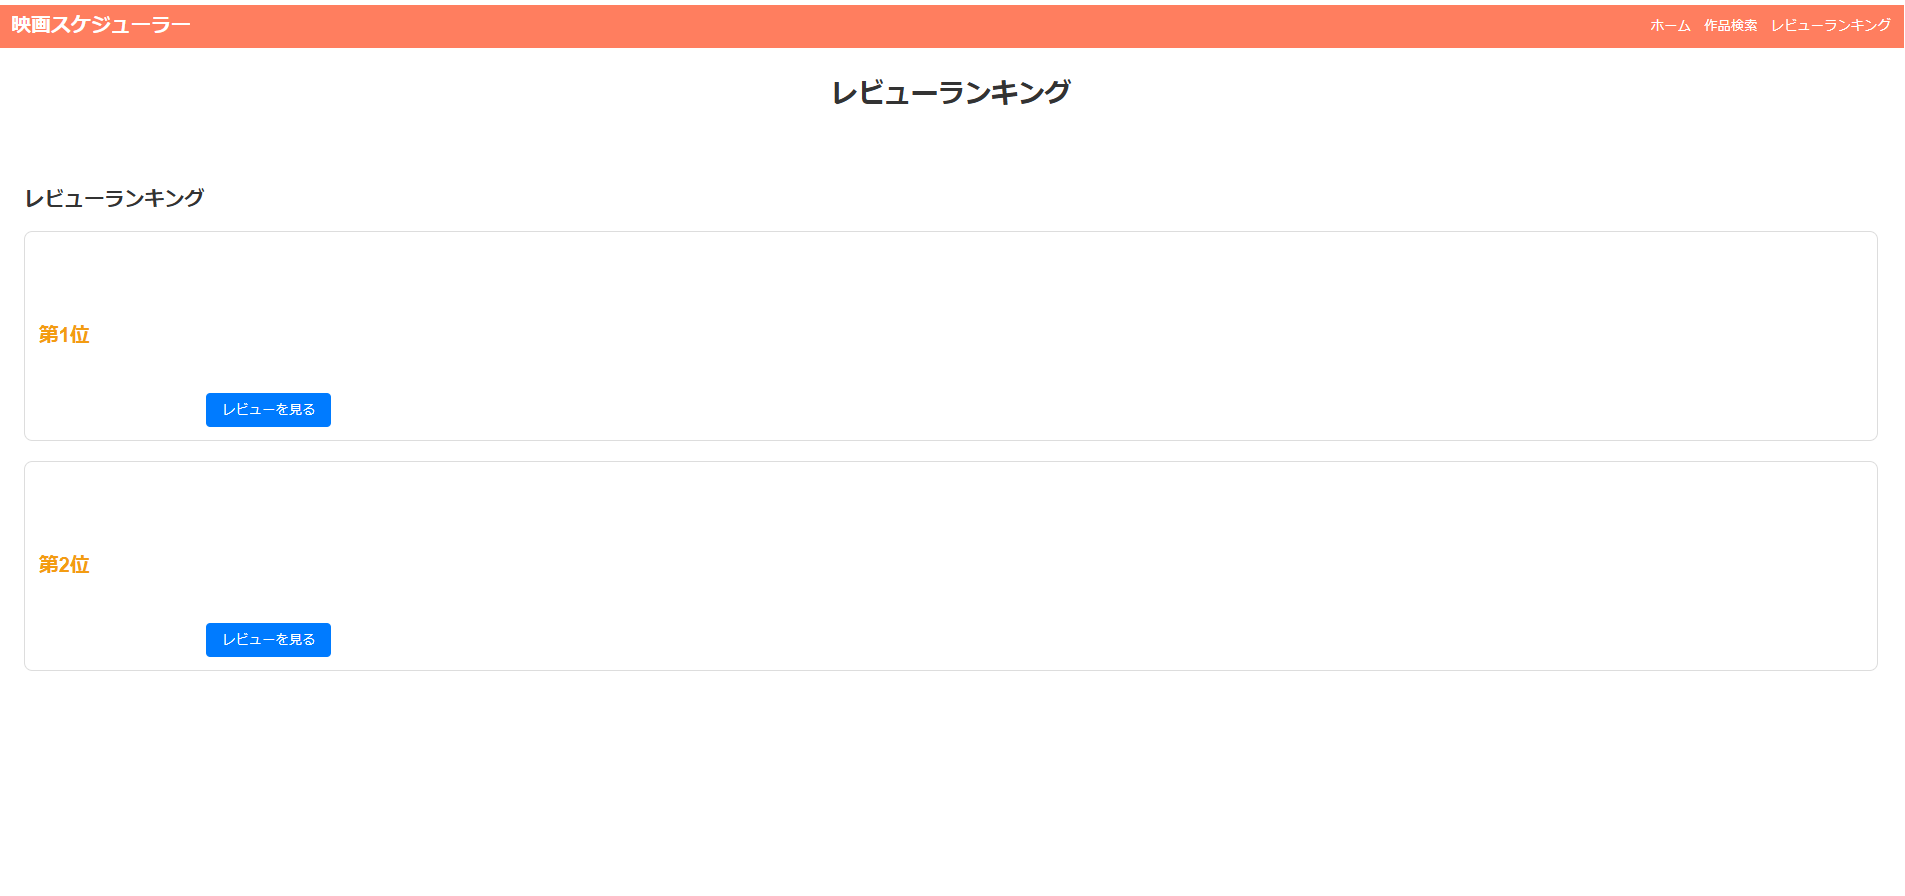 映画スケジューラー
ホーム 作品検索 レビューランキング
レビューランキング
レビューランキング
第1位
レビューを見る
第2位
レビューを見る